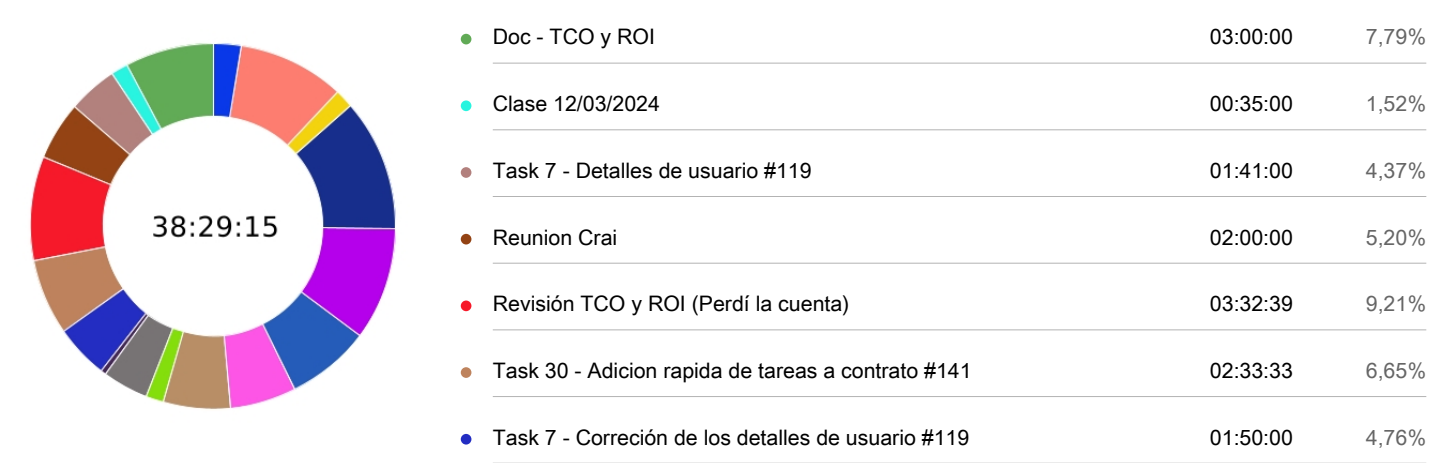 38:29:15
Doc - TCO y ROI 03:00:00 7,79%
Clase 12/03/2024 00:35:00 1,52%
Task 7 - Detalles de usuario #119 01:41:00 4,37%
Reunion Crai 02:00:00 5,20%
Revisión TCO y ROI (Perdí la cuenta) 03:32:39 9,21%
Task 30 - Adicion rapida de tareas a contrato #141 02:33:33 6,65%
Task 7 - Correción de los detalles de usuario #119 01:50:00 4,76%